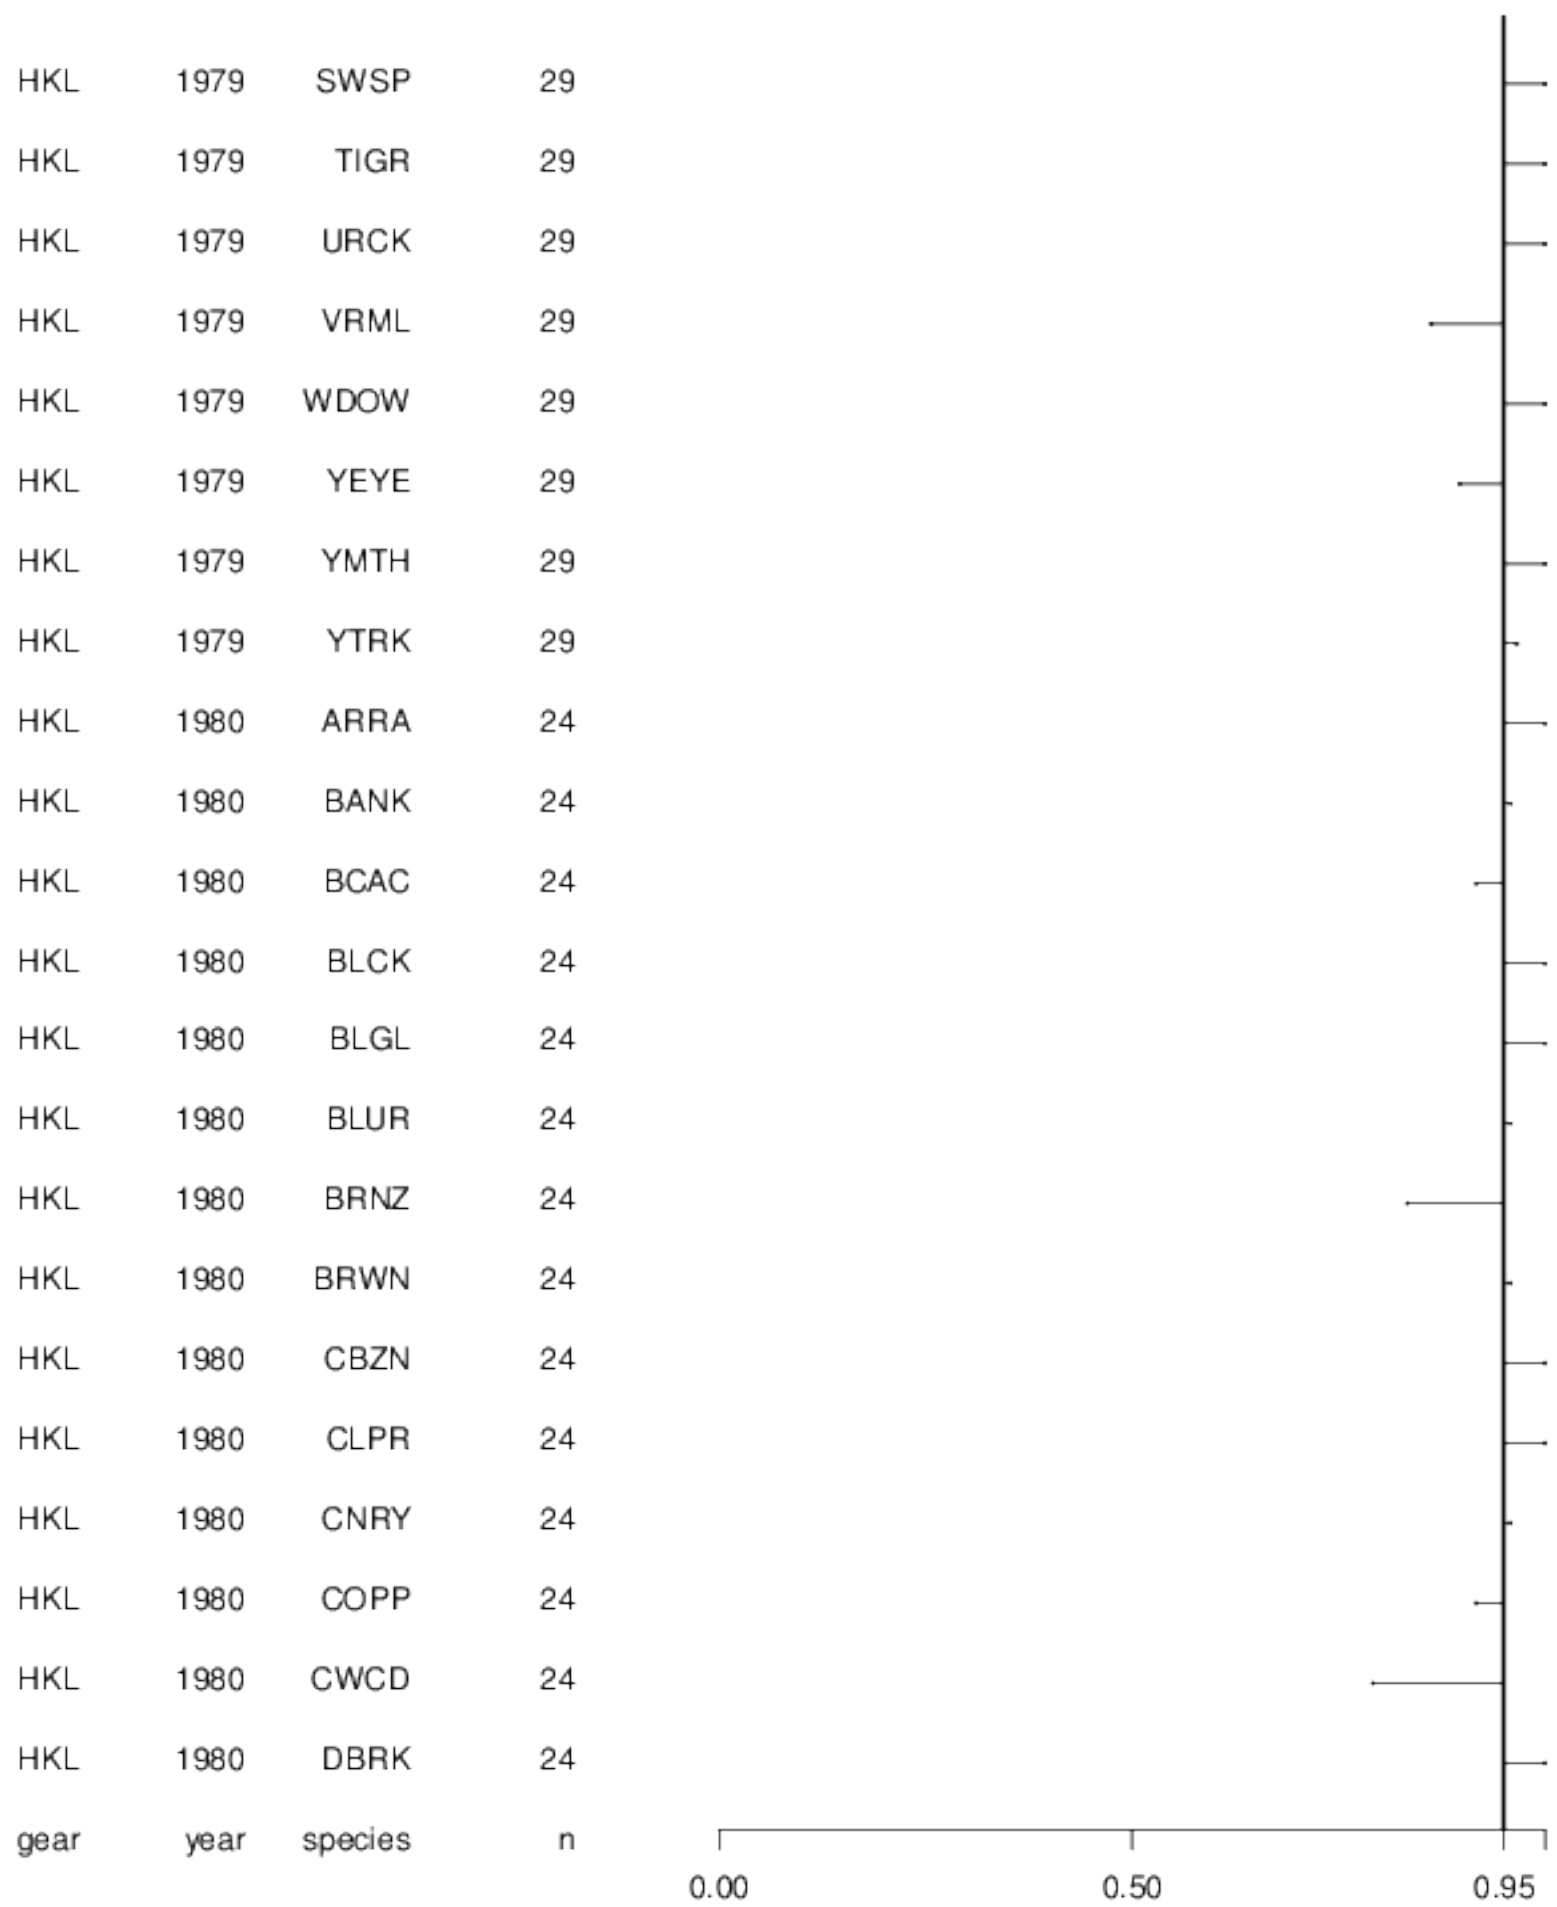 HKL 1979 SWSP 29
HKL 1979 TIGR 29
HKL 1979 URCK 29
HKL 1979 VRML 29
HKL 1979 WDOW 29
HKL 1979 YEYE 29
HKL 1979 YMTH 29
HKL 1979 YTRK 29
HKL 1980 ARRA 24
HKL 1980 BANK 24
HKL 1980 BCAC 24
HKL 1980 BLCK 24
HKL 1980 BLGL 24
HKL 1980 BLUR 24
HKL 1980 BRNZ 24
HKL 1980 BRWN 24
HKL 1980 CBZN 24
HKL 1980 CLPR 24
HKL 1980 CNRY 24
HKL 1980 COPP 24
HKL 1980 CWCD 24
HKL 1980 DBRK 24
gear year species n
0.00 0.50 0.95